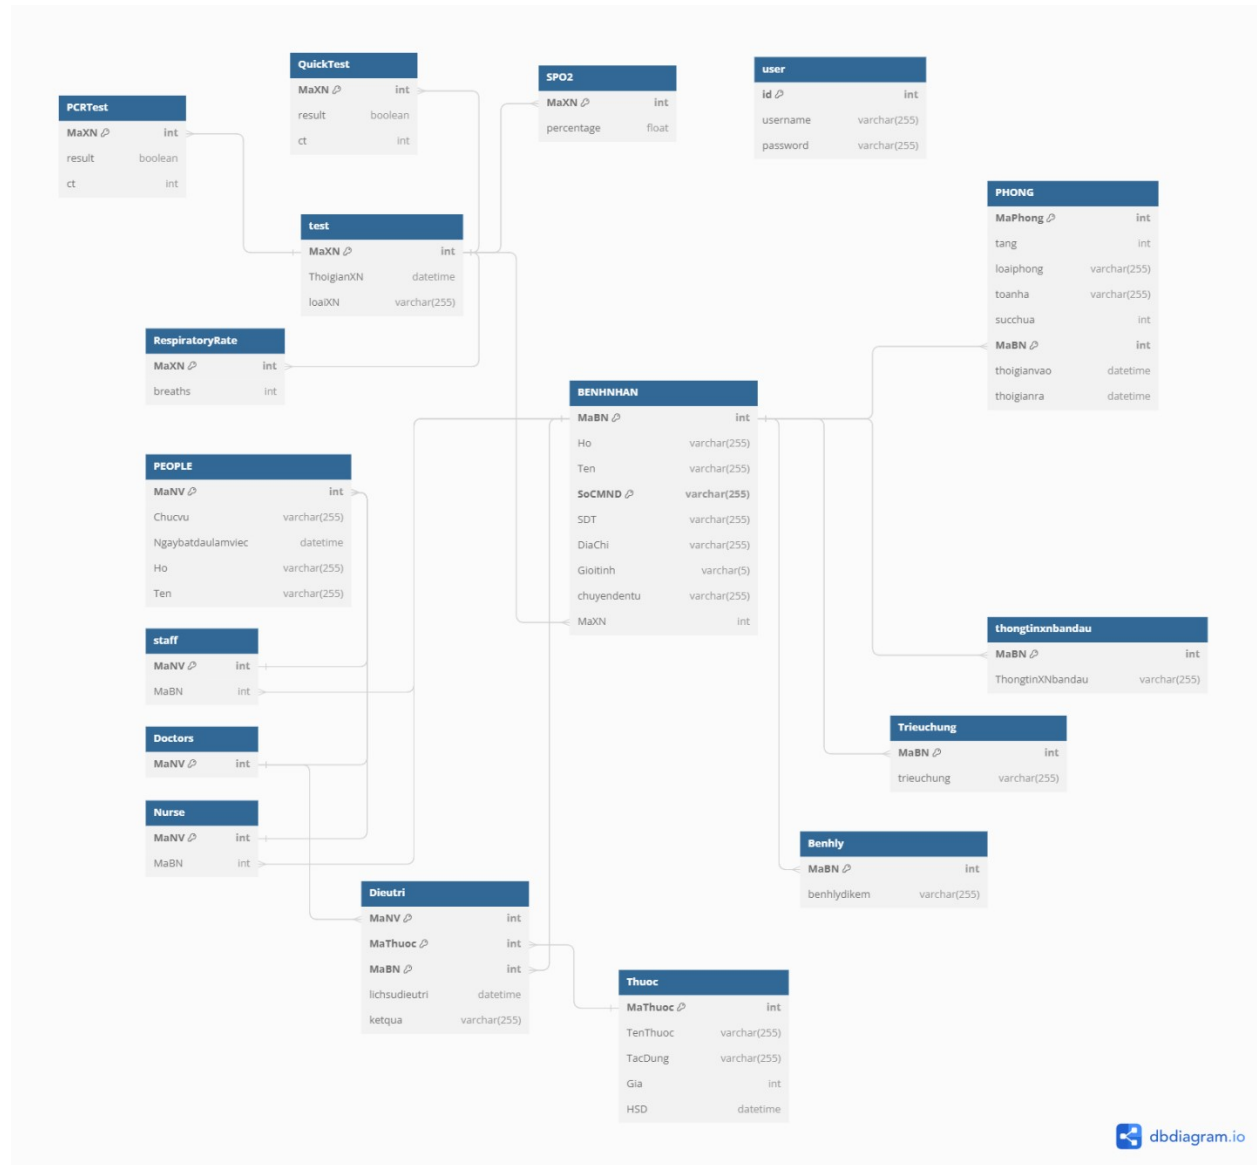 QuickTest
MaXN int
result boolean
ct int
SPO2
MaXN int
percentage float
user
id int
username varchar(255)
password varchar(255)
PCRTest
MaXN int
result boolean
ct int
PHONG
MaPhong int
tang int
loaiphong varchar(255)
toanha varchar(255)
succhua int
MaBN int
thoigianvao datetime
thoigianra datetime
test
MaXN int
ThoigianXN datetime
loaiXN varchar(255)
RespiratoryRate
MaXN int
breaths int
BENHNHAN
MaBN int
Ho varchar(255)
Ten varchar(255)
SoCMND varchar(255)
SDT varchar(255)
DiaChi varchar(255)
Gioitinh varchar(5)
chuyendentu varchar(255)
MaXN int
PEOPLE
MaNV int
Chucvu varchar(255)
Ngaybatdaulamviec datetime
Ho varchar(255)
Ten varchar(255)
staff
MaNV int
MaBN int
thongtinxnbandau
MaBN int
ThongtinXNbandau varchar(255)
Doctors
MaNV int
Trieuchung
MaBN int
trieuchung varchar(255)
Nurse
MaNV int
MaBN int
Benhly
MaBN int
benhlydikem varchar(255)
Dieutri
MaNV int
MaThuoc int
MaBN int
lichsudieutri datetime
ketqua varchar(255)
Thuoc
MaThuoc int
TenThuoc varchar(255)
TacDung varchar(255)
Gia int
HSD datetime
dbdiagram.io